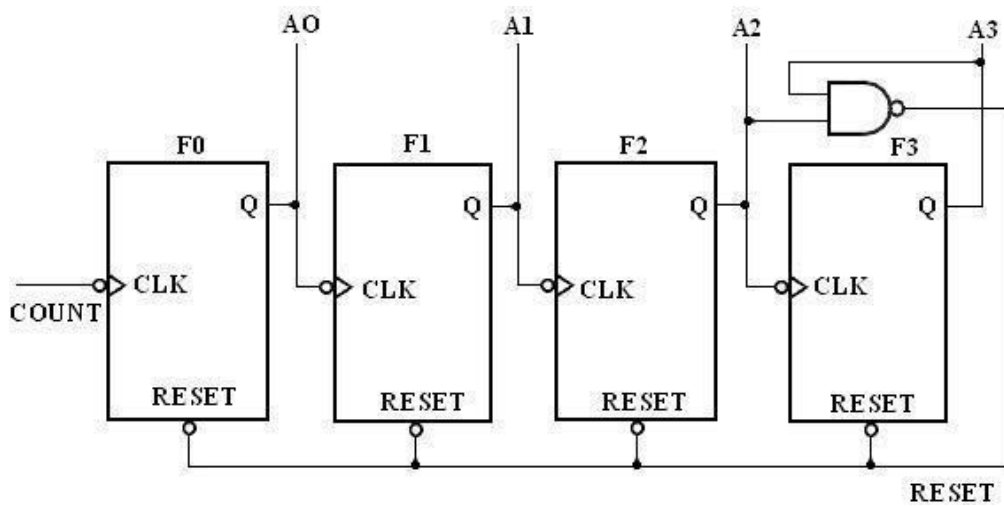 AO A1 A2 A3
F0 F1 F2 F3
Q Q Q Q
CLK CLK CLK CLK
COUNT
RESET RESET RESET RESET
RESET